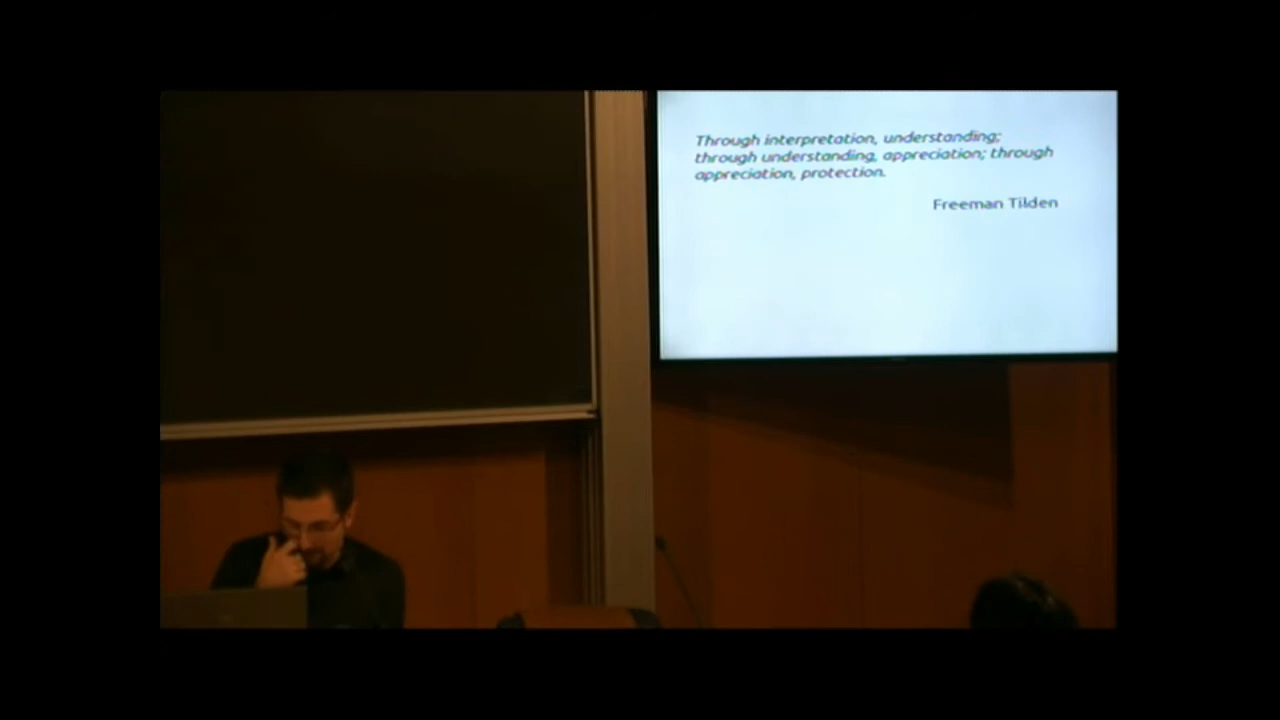 Through interpretation, understanding;
through understanding, appreciation; through
appreciation, protection.
Freeman Tilden